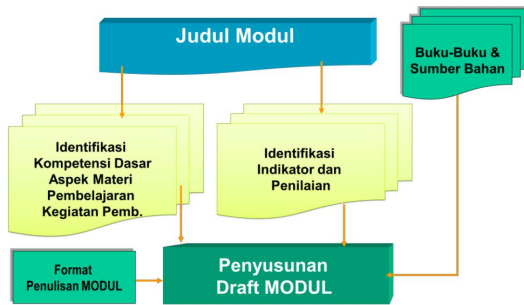 Judul Modul
Buku-Buku &
Sumber Bahan
Identifikasi
Kompetensi Dasar
Aspek Materi
Pembelajaran
Kegiatan Pemb.
Identifikasi
Indikator dan
Penilaian
Format
Penulisan MODUL
Penyusunan
Draft MODUL